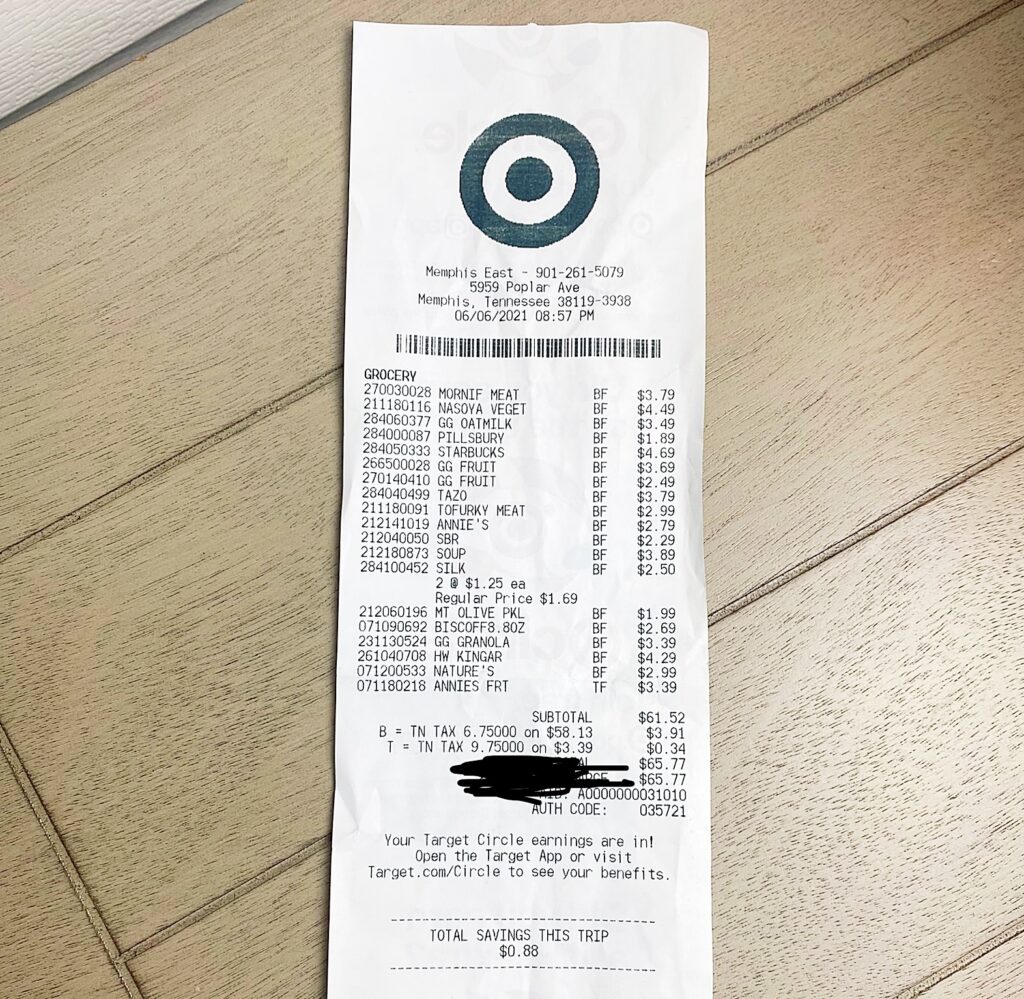 Memphis East - 901-261-5079
5959 Poplar Ave
Memphis, Tennessee 38119-3938
06/06/2021 08:57 PM
GROCERY
270030028 MORNIF MEAT BF $3.79
211180116 NASOYA VEGET BF $4.49
284060377 GG OATMILK BF $3.49
284000087 PILLSBURY BF $1.89
284050333 STARBUCKS BF $4.69
266500028 GG FRUIT BF $3.69
270140410 GG FRUIT BF $2.49
284040499 TAZO BF $3.79
211180091 TOFURKY MEAT BF $2.99
212141019 ANNIE'S BF $2.79
212040050 SBR BF $2.29
212180873 SOUP BF $3.89
284100452 SILK BF $2.50
2 @ $1.25 ea
Regular Price $1.69
212060196 MT OLIVE PKL BF $1.99
071090692 BISCOFF8.8OZ BF $2.69
231130524 GG GRANOLA BF $3.39
261040708 HW KINGAR BF $4.29
071200533 NATURE'S BF $2.99
071180218 ANNIES FRT TF $3.39
SUBTOTAL $61.52
B = TN TAX 6.75000 on $58.13 $3.91
T = TN TAX 9.75000 on $3.39 $0.34
$65.77
$65.77
A0000000031010
AUTH CODE: 035721
Your Target Circle earnings are in!
Open the Target App or visit
Target.com/Circle to see your benefits.
TOTAL SAVINGS THIS TRIP
$0.88